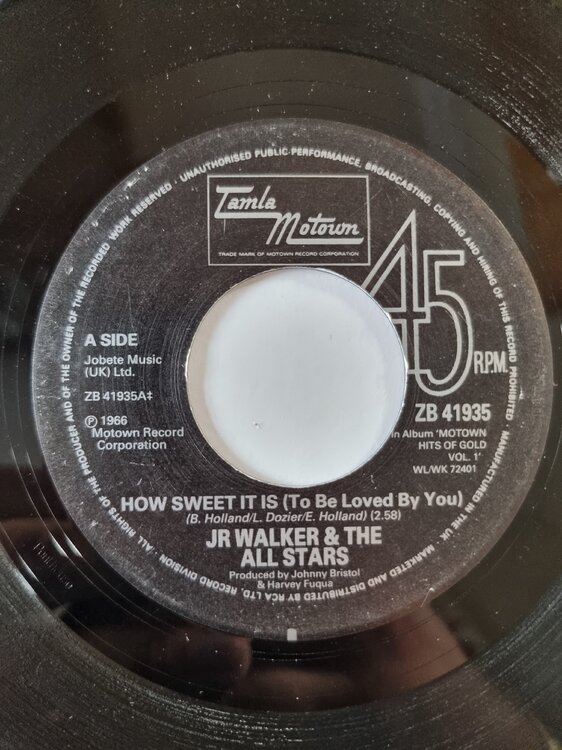 · UNAUTHORISED PUBLIC PERFORMANCE, BROADCASTING, COPYING AND HIRING OF THIS RECORD PROHIBITED · MANUFACTURED IN THE UK. MARKETED AND DISTRIBUTED BY RCA LTD. RECORD DIVISION · ALL RIGHTS OF THE PRODUCER AND OF THE OWNER OF THE RECORDED WORK RESERVED
Tamla
Motown
TRADE MARK OF MOTOWN RECORD CORPORATION
45
R.P.M.
A SIDE
Jobete Music
(UK) Ltd.
ZB 41935A‡
℗ 1966
Motown Record
Corporation
ZB 41935
in Album 'MOTOWN
HITS OF GOLD
VOL. 1'
WL/WK 72401
HOW SWEET IT IS (To Be Loved By You)
(B. Holland/L. Dozier/E. Holland) (2.58)
JR WALKER & THE
ALL STARS
Produced by Johnny Bristol
& Harvey Fuqua